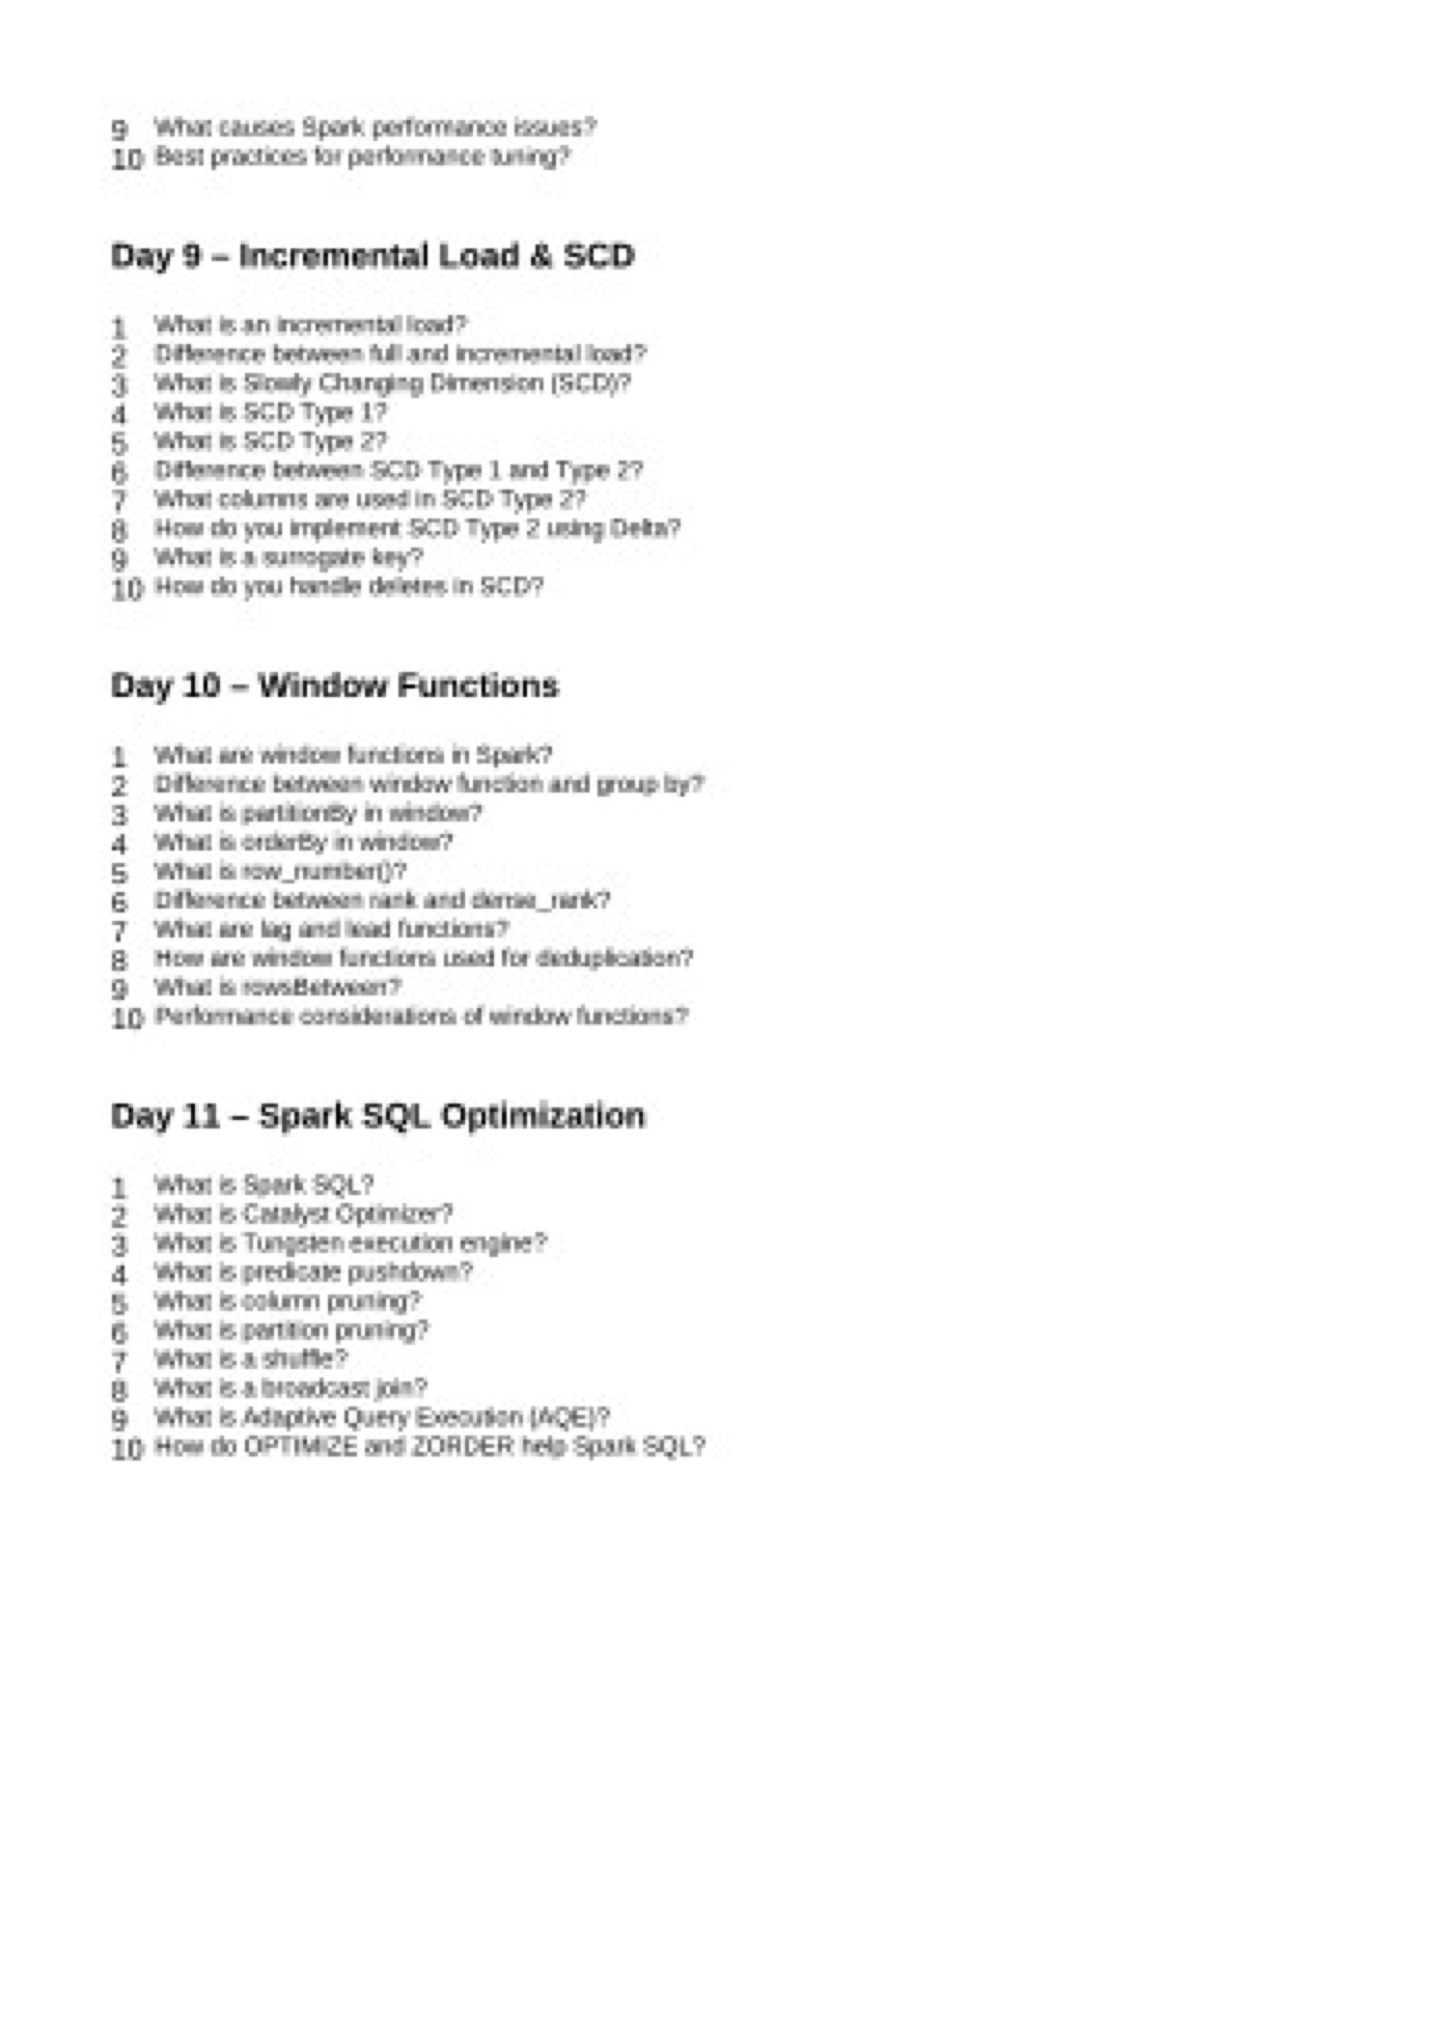 9 What causes Spark performance issues?
10 Best practices for performance tuning?
Day 9 – Incremental Load & SCD
1 What is an incremental load?
2 Difference between full and incremental load?
3 What is Slowly Changing Dimension (SCD)?
4 What is SCD Type 1?
5 What is SCD Type 2?
6 Difference between SCD Type 1 and Type 2?
7 What columns are used in SCD Type 2?
8 How do you implement SCD Type 2 using Delta?
9 What is a surrogate key?
10 How do you handle deletes in SCD?
Day 10 – Window Functions
1 What are window functions in Spark?
2 Difference between window function and group by?
3 What is partitionBy in window?
4 What is orderBy in window?
5 What is row_number()?
6 Difference between rank and dense_rank?
7 What are lag and lead functions?
8 How are window functions used for deduplication?
9 What is rowsBetween?
10 Performance considerations of window functions?
Day 11 – Spark SQL Optimization
1 What is Spark SQL?
2 What is Catalyst Optimizer?
3 What is Tungsten execution engine?
4 What is predicate pushdown?
5 What is column pruning?
6 What is partition pruning?
7 What is a shuffle?
8 What is a broadcast join?
9 What is Adaptive Query Execution (AQE)?
10 How do OPTIMIZE and ZORDER help Spark SQL?